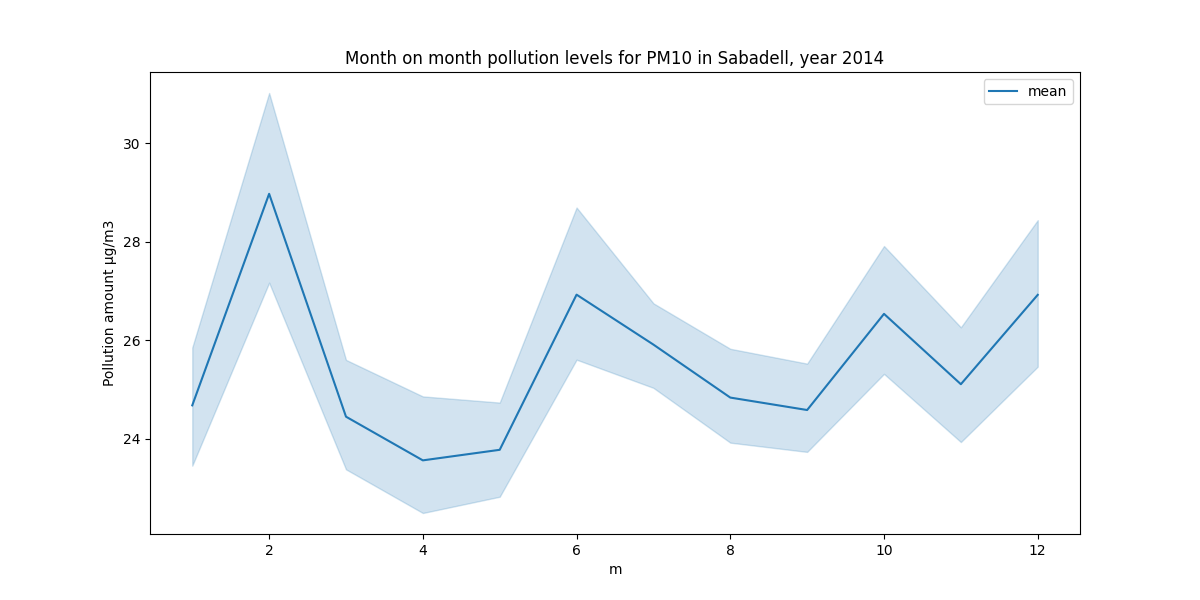 Month on month pollution levels for PM10 in Sabadell, year 2014
mean
30
28
26
24
Pollution amount µg/m3
2 4 6 8 10 12
m